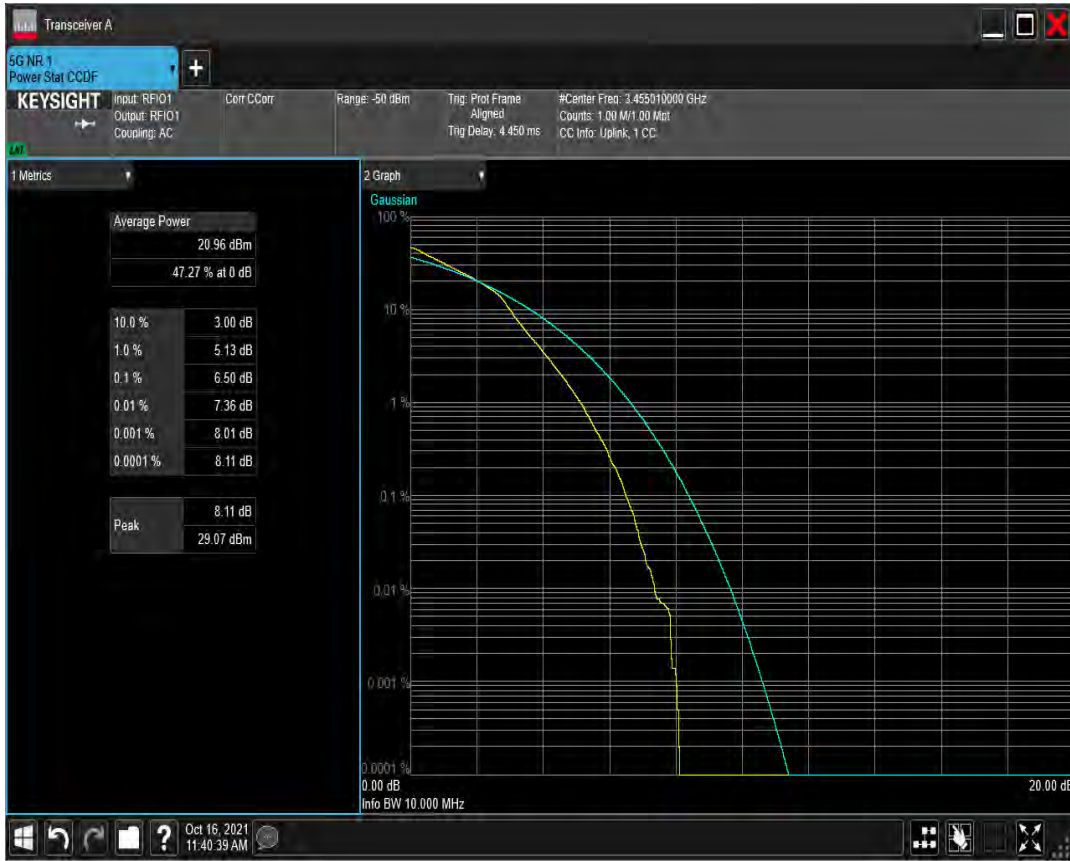 Transceiver A
5G NR 1
Power Stat CCDF
+
KEYSIGHT
Input: RFIO1
Output: RFIO1
Coupling: AC
Corr CCorr
Range: -50 dBm
Trig: Prot Frame
Aligned
Trig Delay: 4.450 ms
#Center Freq: 3.455010000 GHz
Counts: 1.00 M/1.00 Mpt
CC Info: Uplink, 1 CC
1 Metrics
Average Power
20.96 dBm
47.27 % at 0 dB
10.0 % 3.00 dB
1.0 % 5.13 dB
0.1 % 6.50 dB
0.01 % 7.36 dB
0.001 % 8.01 dB
0.0001 % 8.11 dB
Peak 8.11 dB
29.07 dBm
2 Graph
Gaussian
100 %
10 %
1 %
0.1 %
0.01 %
0.001 %
0.0001 %
0.00 dB 20.00 dB
Info BW 10.000 MHz
?
Oct 16, 2021
11:40:39 AM